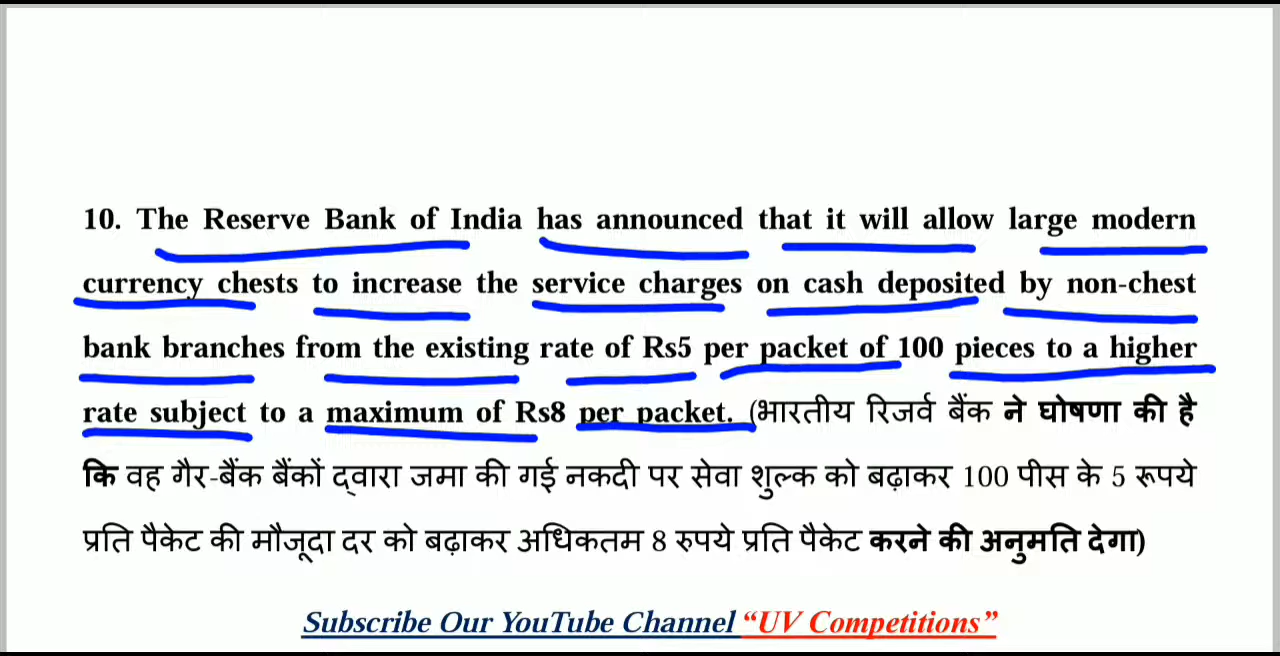 10. The Reserve Bank of India has announced that it will allow large modern
currency chests to increase the service charges on cash deposited by non-chest
bank branches from the existing rate of Rs5 per packet of 100 pieces to a higher
rate subject to a maximum of Rs8 per packet. (भारतीय रिजर्व बैंक ने घोषणा की है
कि वह गैर-बैंक बैंकों द्वारा जमा की गई नकदी पर सेवा शुल्क को बढ़ाकर 100 पीस के 5 रूपये
प्रति पैकेट की मौजूदा दर को बढ़ाकर अधिकतम 8 रुपये प्रति पैकेट करने की अनुमति देगा)
Subscribe Our YouTube Channel “UV Competitions”